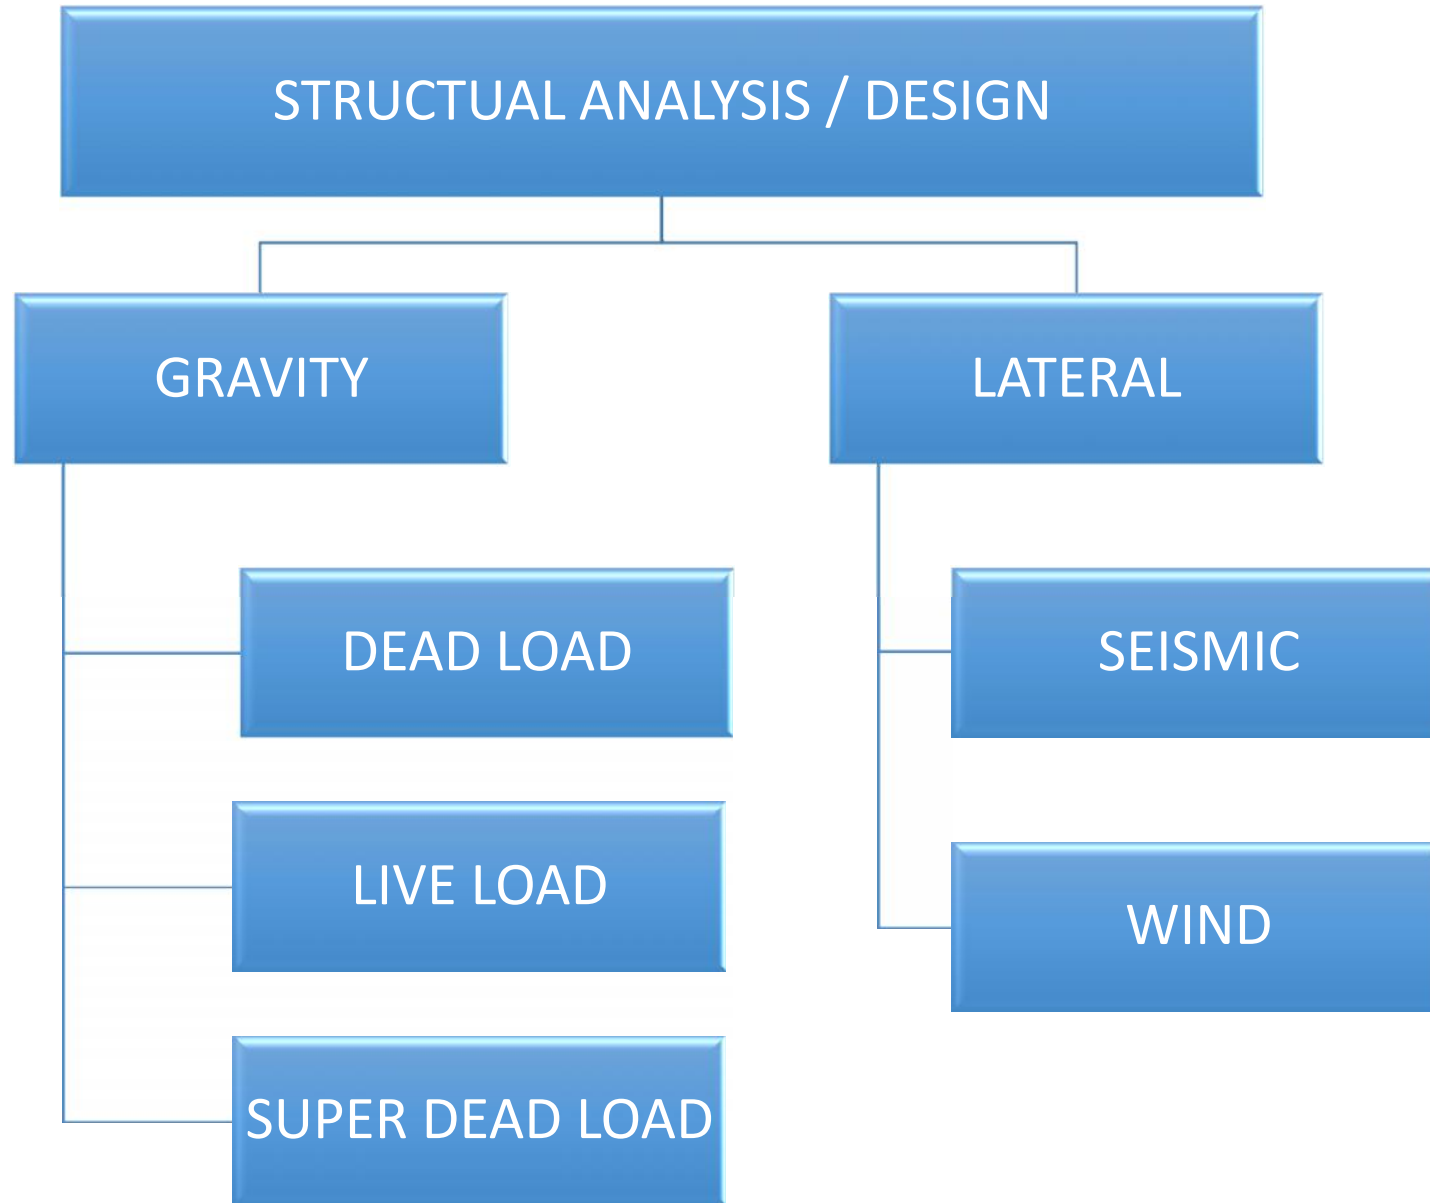 STRUCTUAL ANALYSIS / DESIGN
GRAVITY
LATERAL
DEAD LOAD
SEISMIC
LIVE LOAD
WIND
SUPER DEAD LOAD